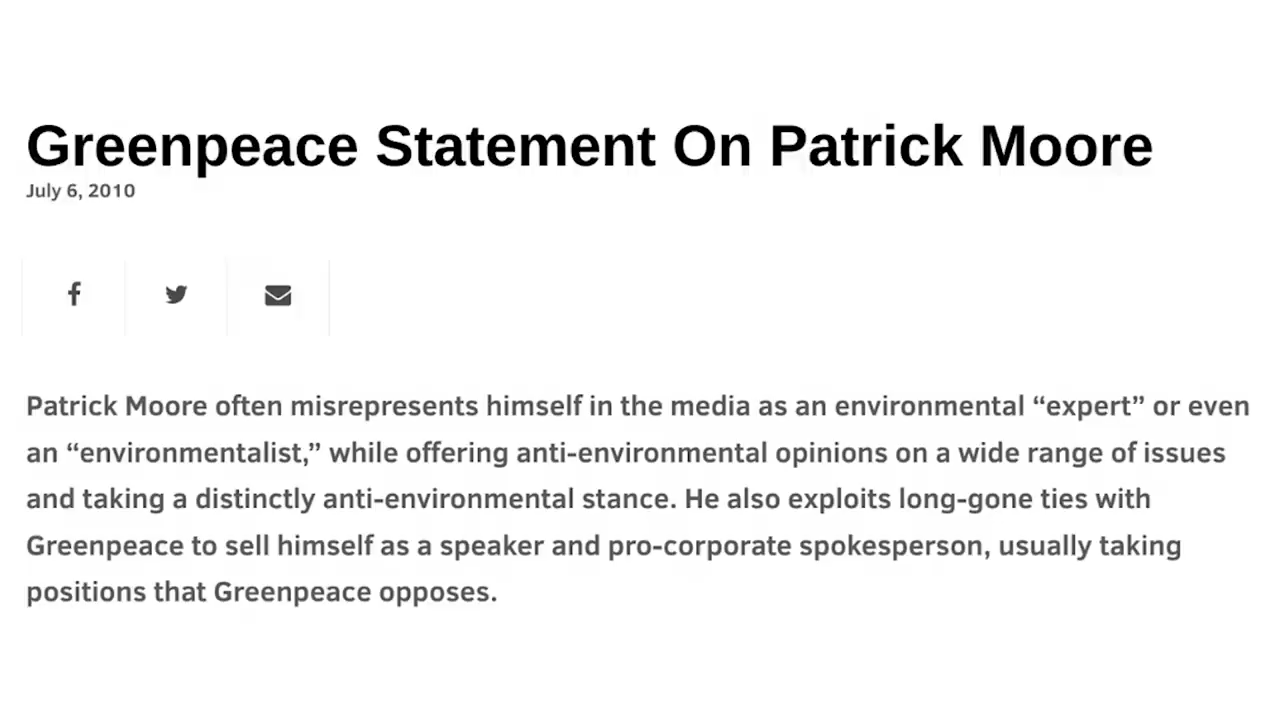 Greenpeace Statement On Patrick Moore
July 6, 2010
Patrick Moore often misrepresents himself in the media as an environmental “expert” or even
an “environmentalist,” while offering anti-environmental opinions on a wide range of issues
and taking a distinctly anti-environmental stance. He also exploits long-gone ties with
Greenpeace to sell himself as a speaker and pro-corporate spokesperson, usually taking
positions that Greenpeace opposes.